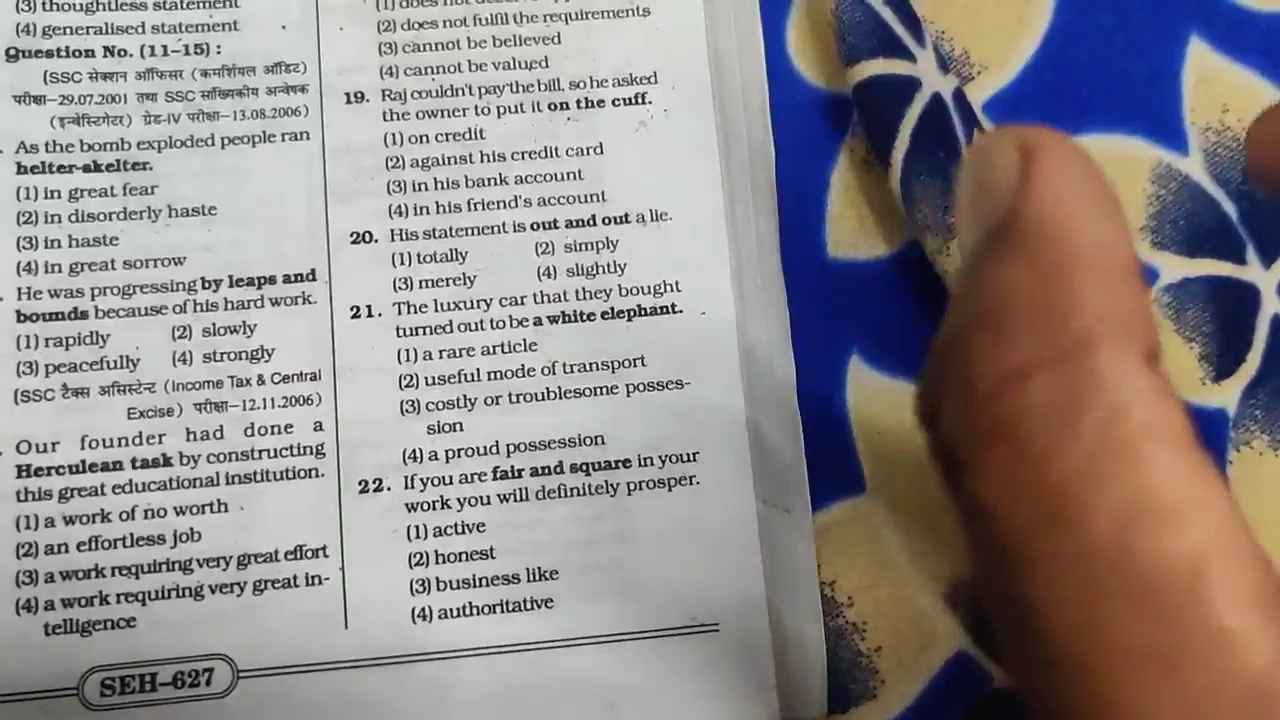 (3) thoughtless statement
(4) generalised statement
Question No. (11–15) :
(SSC सेक्शन ऑफिसर (कमर्शियल ऑडिट)
परीक्षा–29.07.2001 तथा SSC सांख्यिकीय अन्वेषक
(इन्वेस्टिगेटर) ग्रेड-IV परीक्षा–13.08.2006)
As the bomb exploded people ran
helter-skelter.
(1) in great fear
(2) in disorderly haste
(3) in haste
(4) in great sorrow
He was progressing by leaps and
bounds because of his hard work.
(1) rapidly (2) slowly
(3) peacefully (4) strongly
(SSC टैक्स असिस्टेन्ट (Income Tax & Central
Excise) परीक्षा–12.11.2006)
Our founder had done a
Herculean task by constructing
this great educational institution.
(1) a work of no worth
(2) an effortless job
(3) a work requiring very great effort
(4) a work requiring very great in-
telligence
(1) does not
(2) does not fulfil the requirements
(3) cannot be believed
(4) cannot be valued
19. Raj couldn't pay the bill, so he asked
the owner to put it on the cuff.
(1) on credit
(2) against his credit card
(3) in his bank account
(4) in his friend's account
20. His statement is out and out a lie.
(1) totally (2) simply
(3) merely (4) slightly
21. The luxury car that they bought
turned out to be a white elephant.
(1) a rare article
(2) useful mode of transport
(3) costly or troublesome posses-
sion
(4) a proud possession
22. If you are fair and square in your
work you will definitely prosper.
(1) active
(2) honest
(3) business like
(4) authoritative
SEH–627